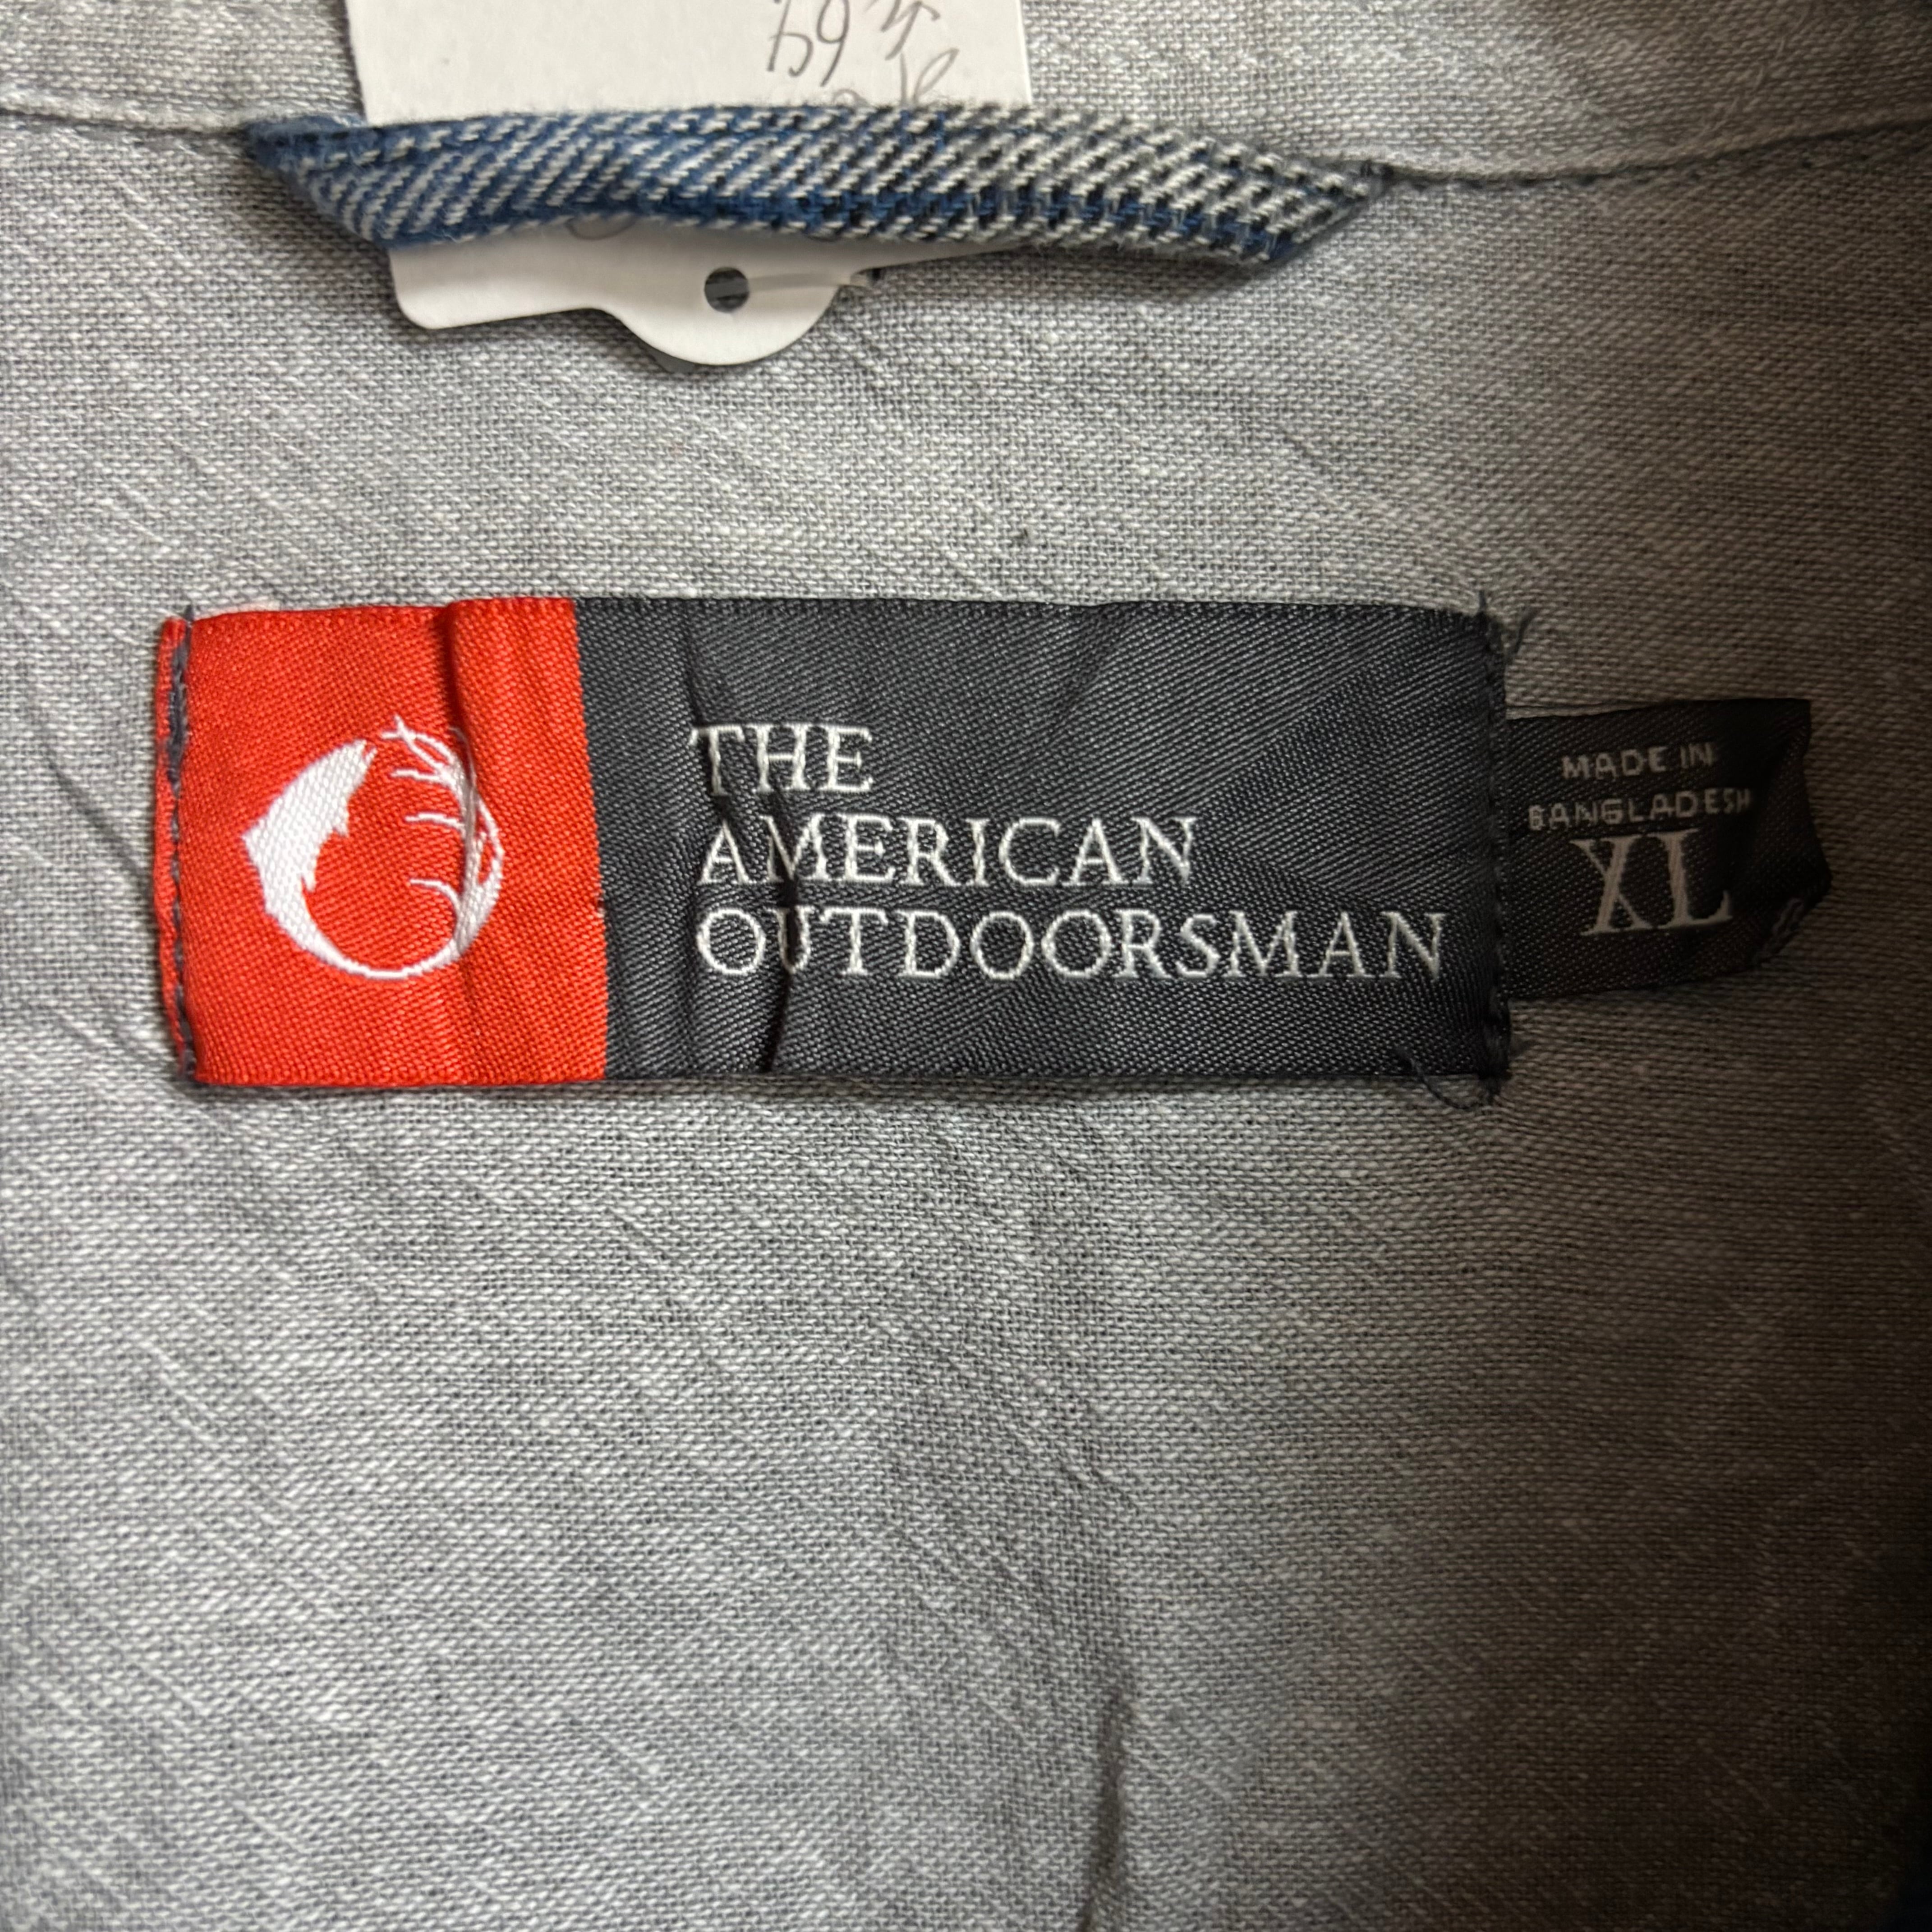 THE
AMERICAN
OUTDOORSMAN
MADE IN
BANGLADESH
XL